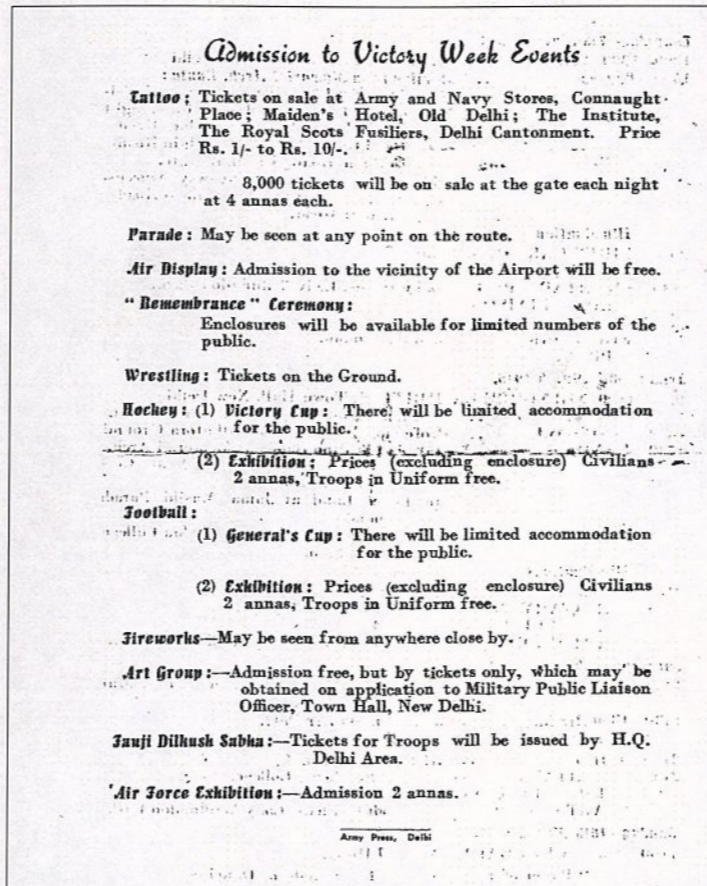 Admission to Victory Week Events
Tattoo: Tickets on sale at Army and Navy Stores, Connaught
Place; Maiden's Hotel, Old Delhi; The Institute,
The Royal Scots Fusiliers, Delhi Cantonment. Price
Rs. 1/- to Rs. 10/-.
8,000 tickets will be on sale at the gate each night
at 4 annas each.
Parade: May be seen at any point on the route.
Air Display: Admission to the vicinity of the Airport will be free.
"Remembrance" Ceremony:
Enclosures will be available for limited numbers of the
public.
Wrestling: Tickets on the Ground.
Hockey: (1) Victory Cup: There will be limited accommodation
for the public.
(2) Exhibition: Prices (excluding enclosure) Civilians
2 annas, Troops in Uniform free.
Football:
(1) General's Cup: There will be limited accommodation
for the public.
(2) Exhibition: Prices (excluding enclosure) Civilians
2 annas, Troops in Uniform free.
Fireworks—May be seen from anywhere close by.
Art Group:—Admission free, but by tickets only, which may be
obtained on application to Military Public Liaison
Officer, Town Hall, New Delhi.
Fauji Dilkush Sabha:—Tickets for Troops will be issued by H.Q.
Delhi Area.
Air Force Exhibition:—Admission 2 annas.
Army Press, Delhi